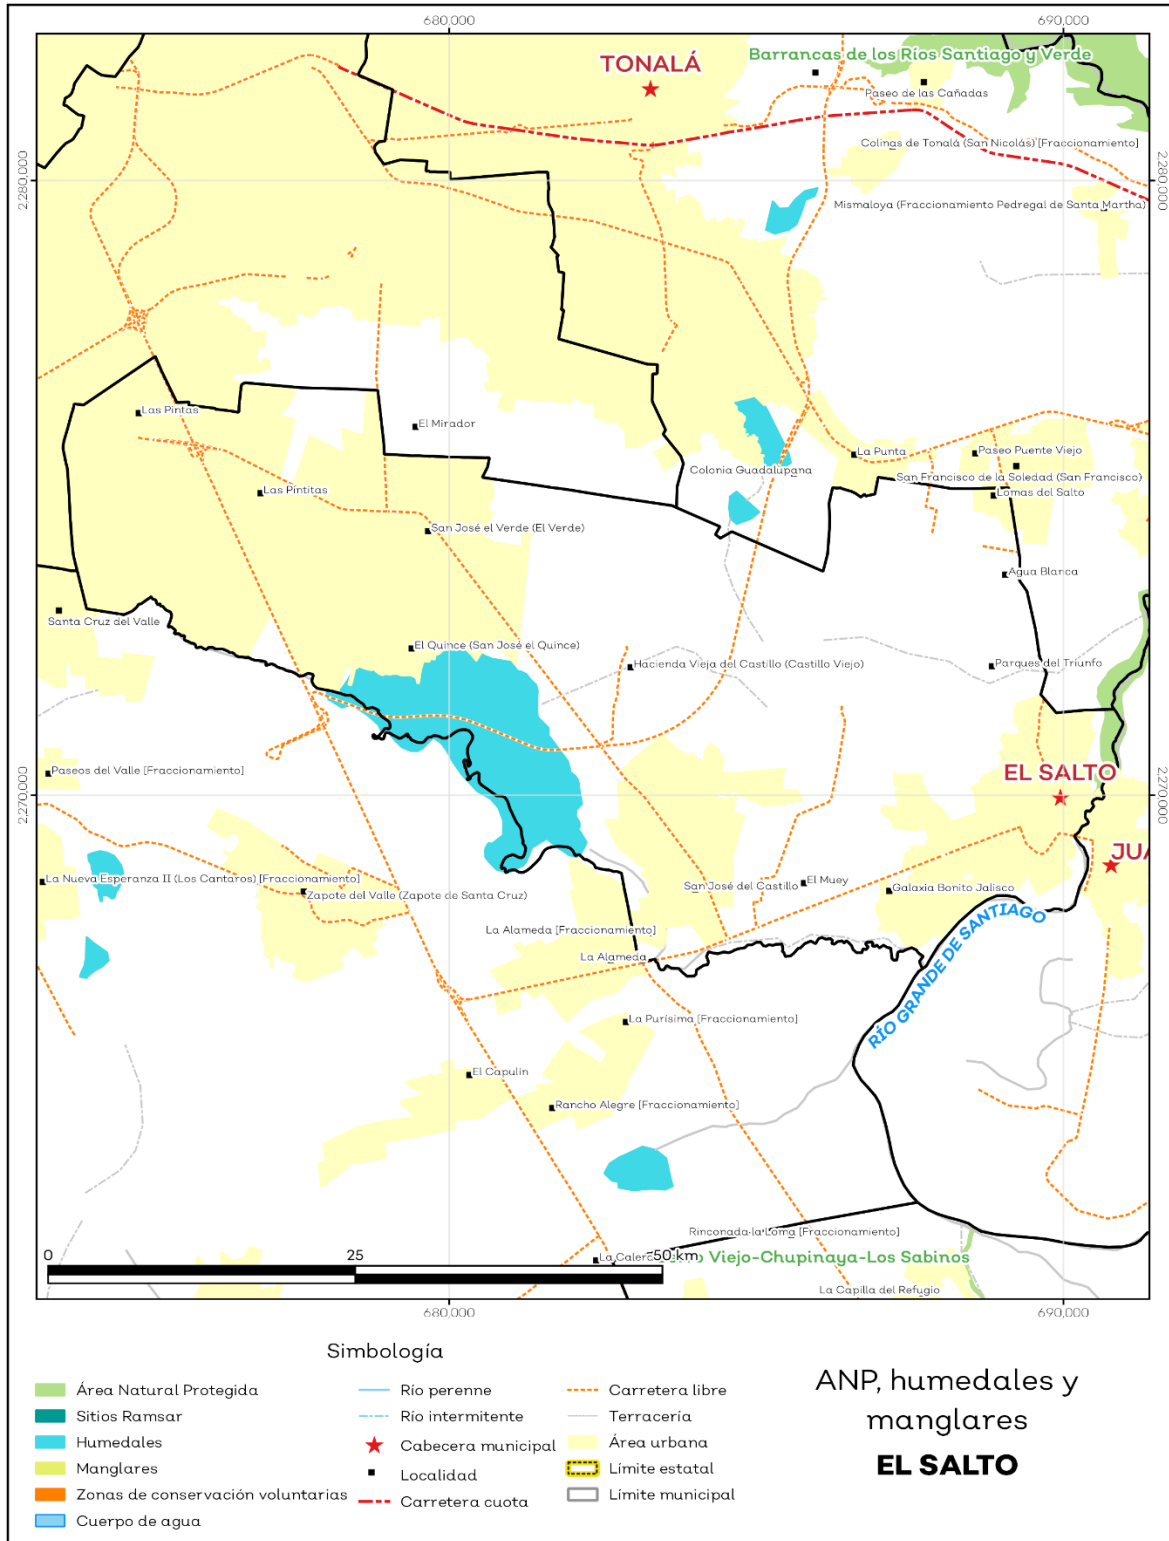 680,000
690,000
TONALÁ
Barrancas de los Ríos Santiago y Verde
Paseo de las Cañadas
Colinas de Tonalá (San Nicolás) [Fraccionamiento]
2280,000
2280,000
Mismaloya (Fraccionamiento Pedregal de Santa Martha)
Las Pintas
El Mirador
La Punta
Paseo Puente Viejo
Colonia Guadalupana
San Francisco de la Soledad (San Francisco)
Las Pintitas
Lomas del Salto
San José el Verde (El Verde)
Agua Blanca
Santa Cruz del Valle
El Quince (San José el Quince)
Hacienda Vieja del Castillo (Castillo Viejo)
Parques del Triunfo
Paseos del Valle [Fraccionamiento]
EL SALTO
2270,000
2270,000
JUA
La Nueva Esperanza II (Los Cantaros) [Fraccionamiento]
Zapote del Valle (Zapote de Santa Cruz)
San José del Castillo
El Muey
Galaxia Bonito Jalisco
La Alameda [Fraccionamiento]
RÍO GRANDE DE SANTIAGO
La Alameda
La Purísima [Fraccionamiento]
El Capulín
Rancho Alegre [Fraccionamiento]
Rinconada la Loma [Fraccionamiento]
0 25 50 km
La Calera
Viejo-Chupinaya-Los Sabinos
La Capilla del Refugio
680,000
690,000
Simbología
Área Natural Protegida
Sitios Ramsar
Humedales
Manglares
Zonas de conservación voluntarias
Cuerpo de agua
Río perenne
Río intermitente
Cabecera municipal
Localidad
Carretera cuota
Carretera libre
Terracería
Área urbana
Límite estatal
Límite municipal
ANP, humedales y
manglares
EL SALTO